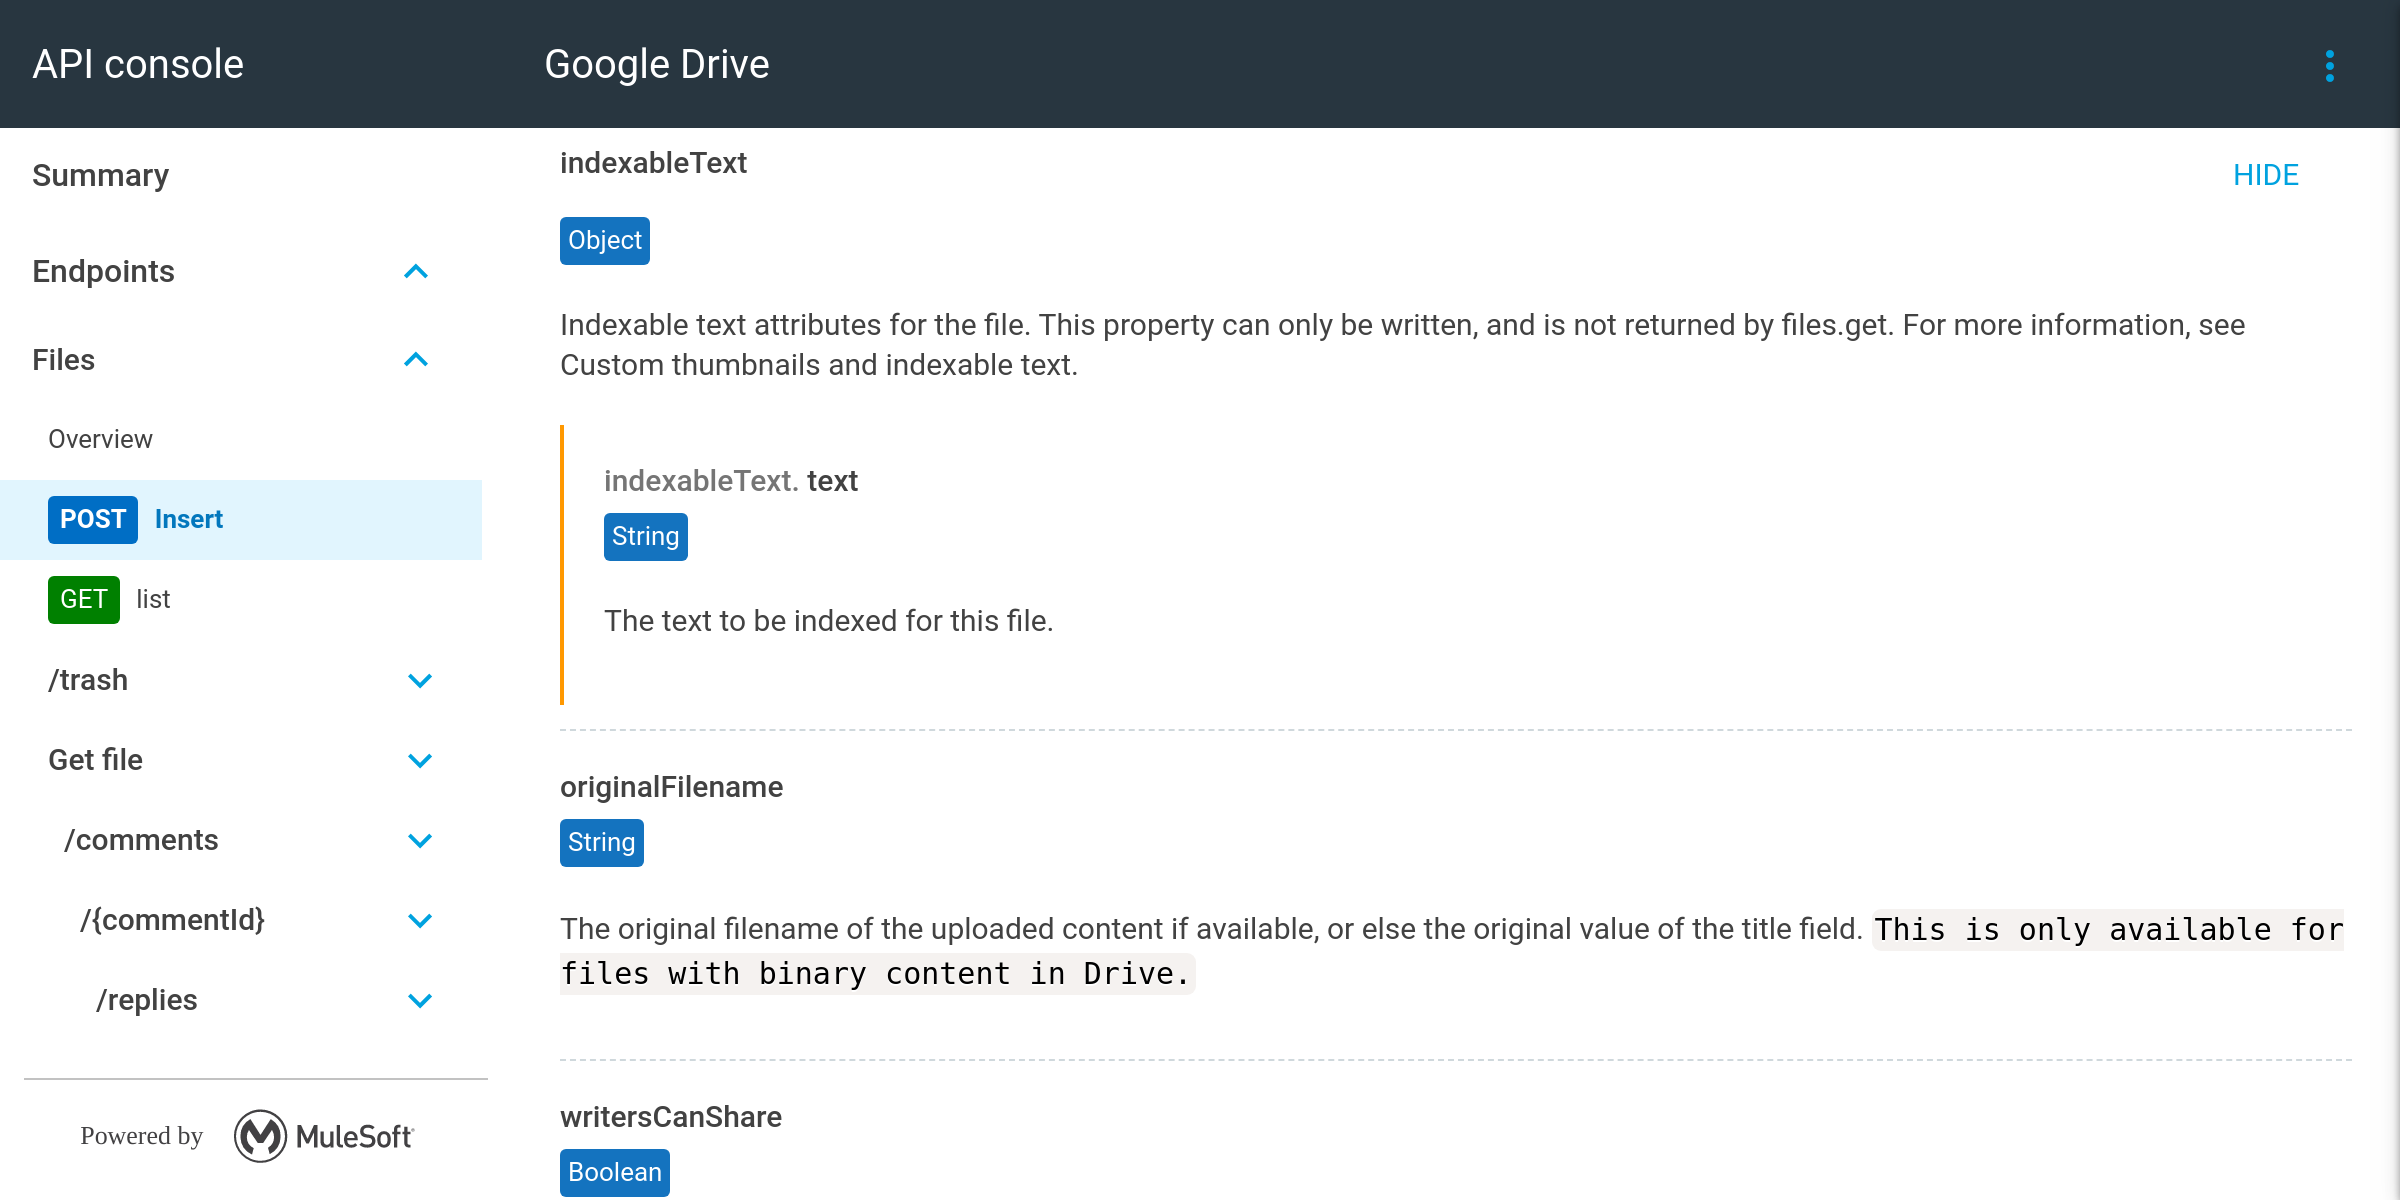 API console
Google Drive
Summary
Endpoints
Files
Overview
POST Insert
GET list
/trash
Get file
/comments
/{commentId}
/replies
Powered by MuleSoft
indexableText
HIDE
Object
Indexable text attributes for the file. This property can only be written, and is not returned by files.get. For more information, see
Custom thumbnails and indexable text.
indexableText. text
String
The text to be indexed for this file.
originalFilename
String
The original filename of the uploaded content if available, or else the original value of the title field. This is only available for
files with binary content in Drive.
writersCanShare
Boolean